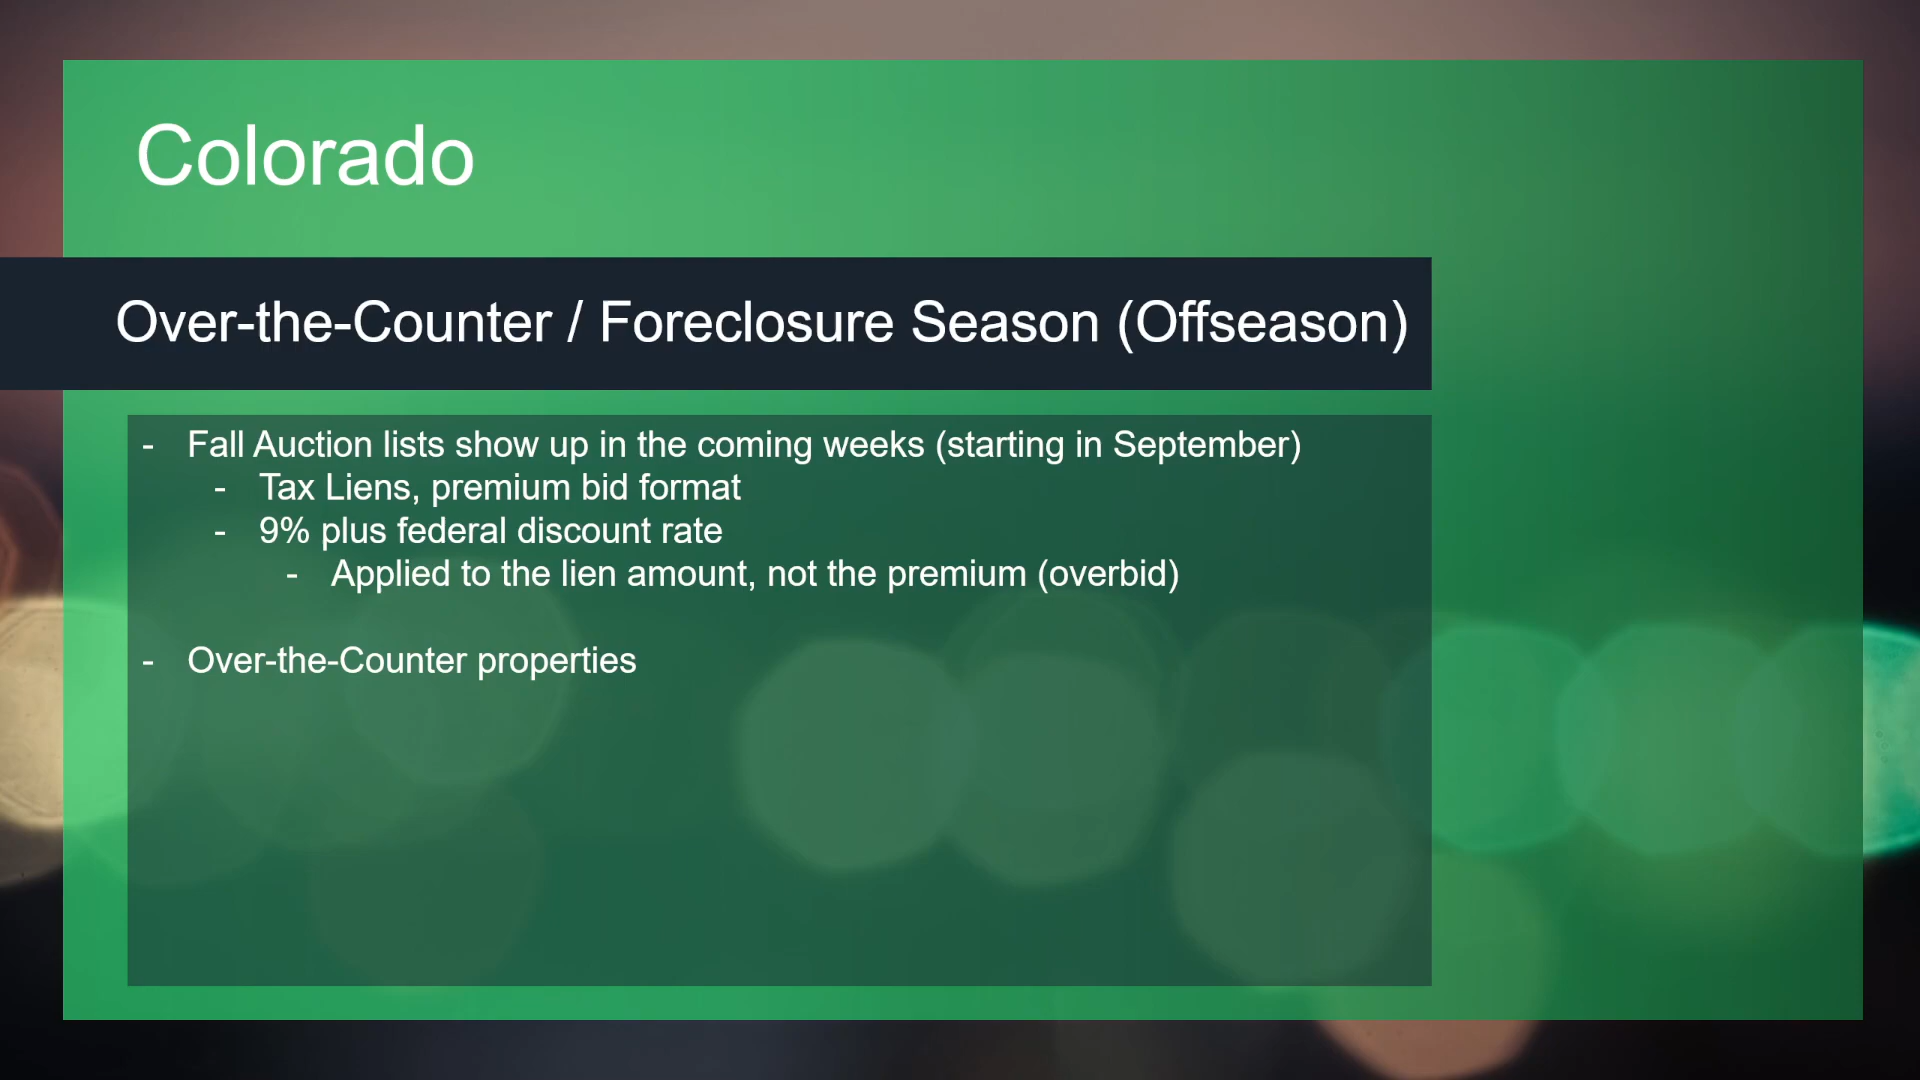 Colorado
Over-the-Counter / Foreclosure Season (Offseason)
- Fall Auction lists show up in the coming weeks (starting in September)
- Tax Liens, premium bid format
- 9% plus federal discount rate
- Applied to the lien amount, not the premium (overbid)
- Over-the-Counter properties